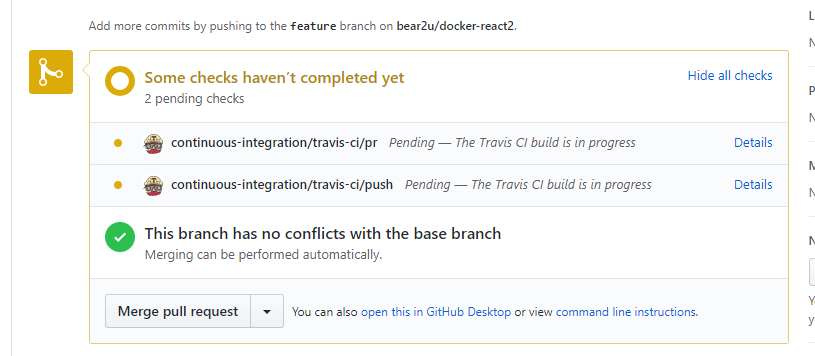 Add more commits by pushing to the feature branch on bear2u/docker-react2.
Some checks haven't completed yet
Hide all checks
2 pending checks
continuous-integration/travis-ci/pr Pending — The Travis CI build is in progress
Details
continuous-integration/travis-ci/push Pending — The Travis CI build is in progress
Details
This branch has no conflicts with the base branch
Merging can be performed automatically.
Merge pull request
You can also open this in GitHub Desktop or view command line instructions.